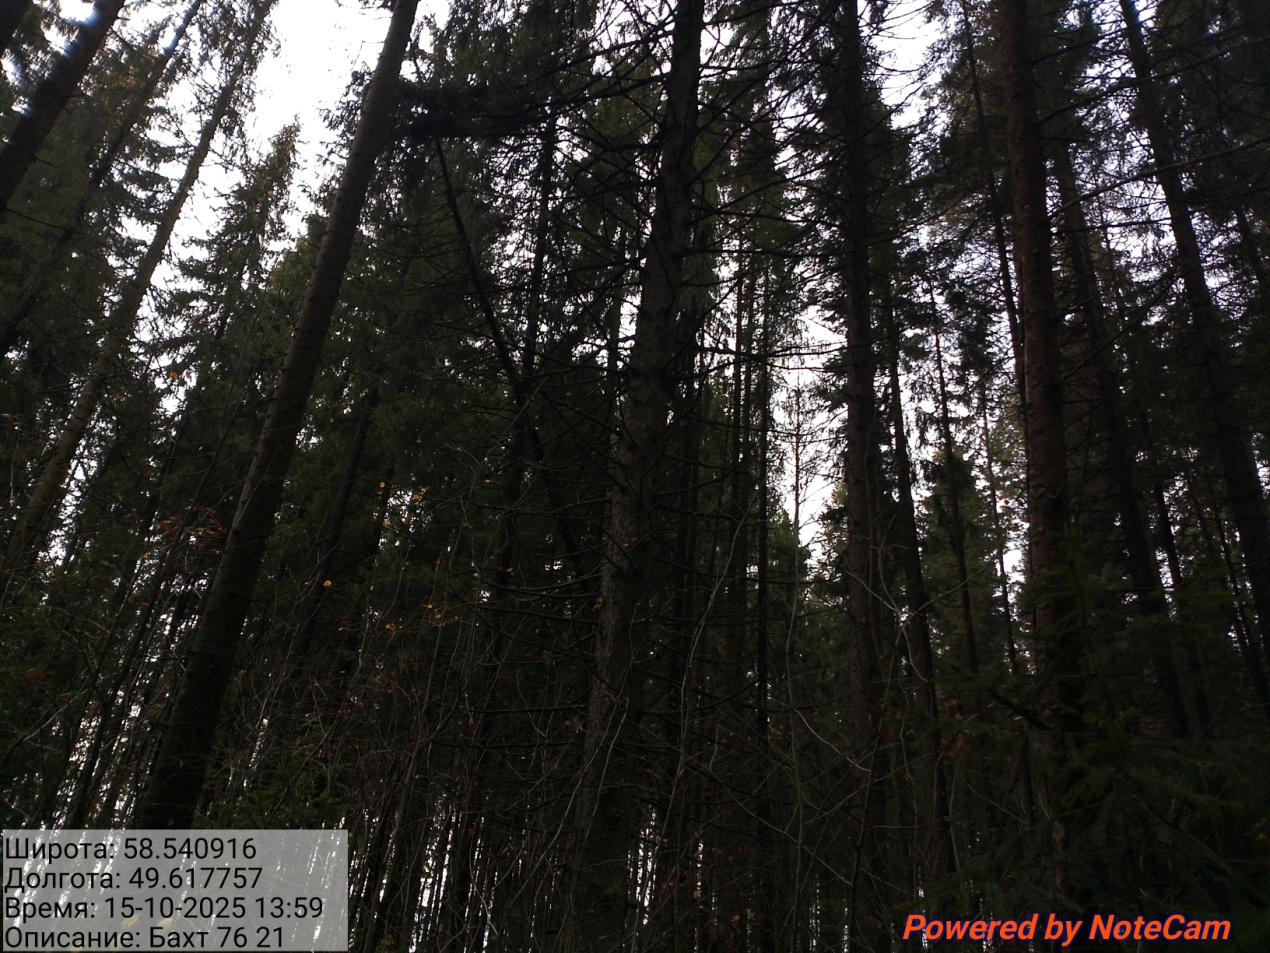 Широта: 58.540916
Долгота: 49.617757
Время: 15-10-2025 13:59
Описание: Бахт 76 21
Powered by NoteCam